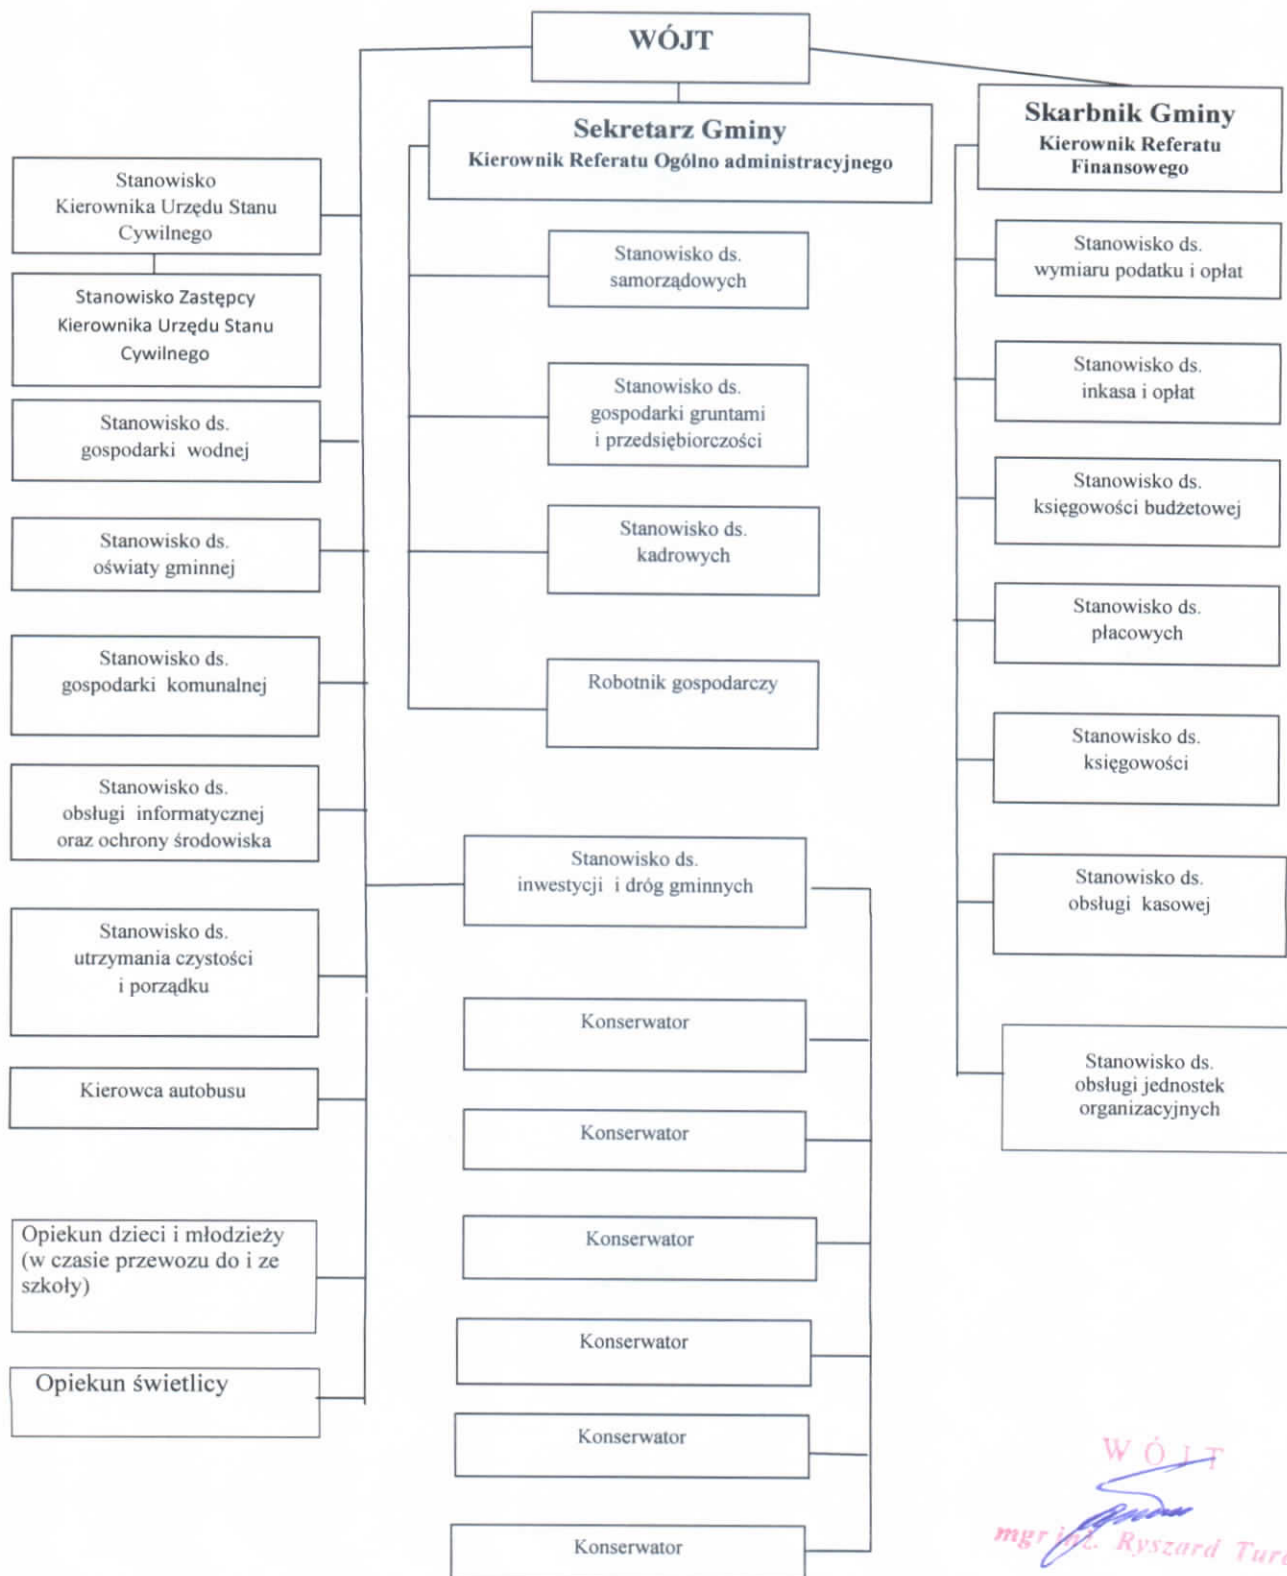 WÓJT
Sekretarz Gminy
Kierownik Referatu Ogólno administracyjnego
Skarbnik Gminy
Kierownik Referatu
Finansowego
Stanowisko
Kierownika Urzędu Stanu
Cywilnego
Stanowisko Zastępcy
Kierownika Urzędu Stanu
Cywilnego
Stanowisko ds.
gospodarki wodnej
Stanowisko ds.
oświaty gminnej
Stanowisko ds.
gospodarki komunalnej
Stanowisko ds.
obsługi informatycznej
oraz ochrony środowiska
Stanowisko ds.
utrzymania czystości
i porządku
Kierowca autobusu
Opiekun dzieci i młodzieży
(w czasie przewozu do i ze
szkoły)
Opiekun świetlicy
Stanowisko ds.
samorządowych
Stanowisko ds.
gospodarki gruntami
i przedsiębiorczości
Stanowisko ds.
kadrowych
Robotnik gospodarczy
Stanowisko ds.
inwestycji i dróg gminnych
Konserwator
Konserwator
Konserwator
Konserwator
Konserwator
Konserwator
Stanowisko ds.
wymiaru podatku i opłat
Stanowisko ds.
inkasa i opłat
Stanowisko ds.
księgowości budżetowej
Stanowisko ds.
płacowych
Stanowisko ds.
księgowości
Stanowisko ds.
obsługi kasowej
Stanowisko ds.
obsługi jednostek
organizacyjnych
WÓJT
mgr inż. Ryszard